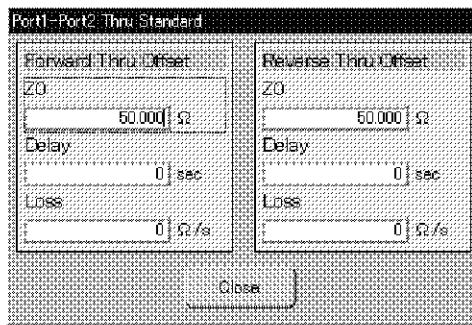 Port1-Port2 Thru Standard
Forward Thru Offset
Z0
50.000 Ω
Delay
0 sec
Loss
0 Ω/s
Reverse Thru Offset
Z0
50.000 Ω
Delay
0 sec
Loss
0 Ω/s
Close